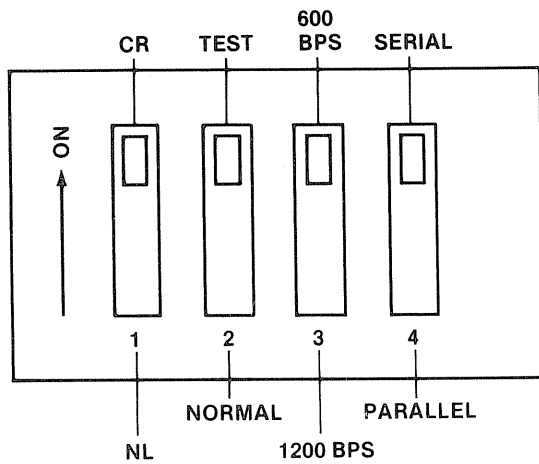 600
CR TEST BPS SERIAL
ON
1 2 3 4
NORMAL PARALLEL
NL 1200 BPS